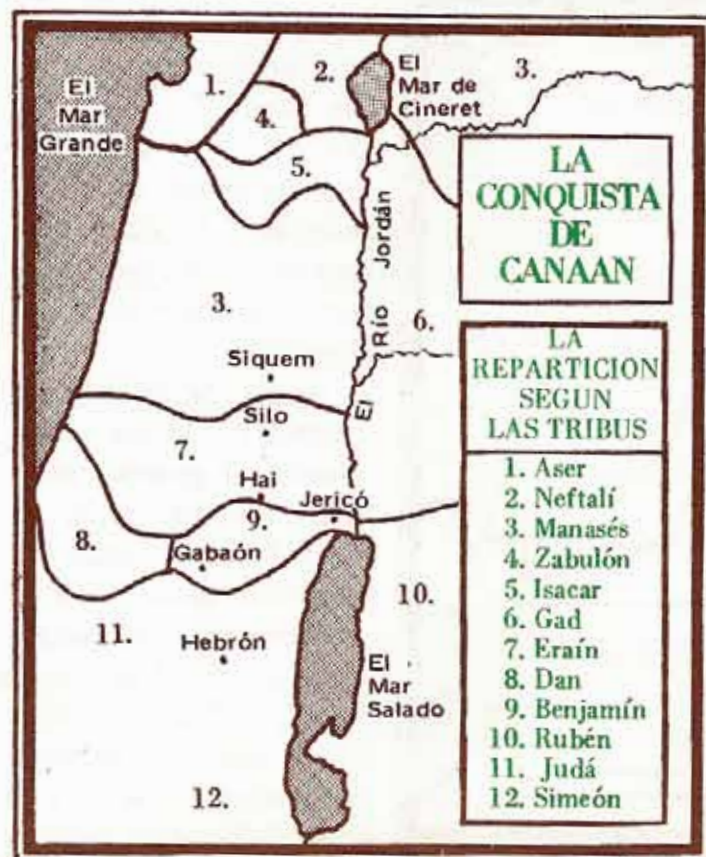 El
Mar
Grande
1.
2.
El
Mar de
Cineret
3.
4.
5.
LA
CONQUISTA
DE
CANAAN
El Río Jordán
3.
6.
Siquem
Silo
7.
Hai
Jericó
8.
9.
Gabaón
10.
11.
Hebrón
El
Mar
Salado
12.
LA
REPARTICION
SEGUN
LAS TRIBUS
1. Aser
2. Neftalí
3. Manasés
4. Zabulón
5. Isacar
6. Gad
7. Eraín
8. Dan
9. Benjamín
10. Rubén
11. Judá
12. Simeón